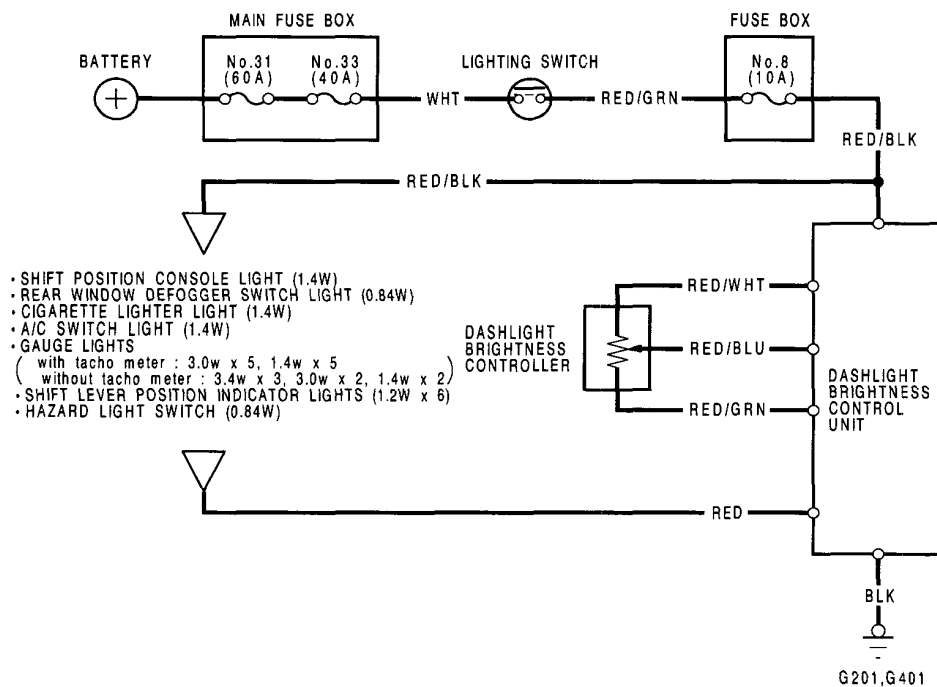 MAIN FUSE BOX
FUSE BOX
BATTERY
No.31
(60A)
No.33
(40A)
LIGHTING SWITCH
No.8
(10A)
WHT
RED/GRN
RED/BLK
RED/BLK
• SHIFT POSITION CONSOLE LIGHT (1.4W)
• REAR WINDOW DEFOGGER SWITCH LIGHT (0.84W)
• CIGARETTE LIGHTER LIGHT (1.4W)
• A/C SWITCH LIGHT (1.4W)
• GAUGE LIGHTS
( with tacho meter : 3.0w x 5, 1.4w x 5
without tacho meter : 3.4w x 3, 3.0w x 2, 1.4w x 2 )
• SHIFT LEVER POSITION INDICATOR LIGHTS (1.2W x 6)
• HAZARD LIGHT SWITCH (0.84W)
RED/WHT
DASHLIGHT
BRIGHTNESS
CONTROLLER
RED/BLU
RED/GRN
DASHLIGHT
BRIGHTNESS
CONTROL
UNIT
RED
BLK
G201,G401